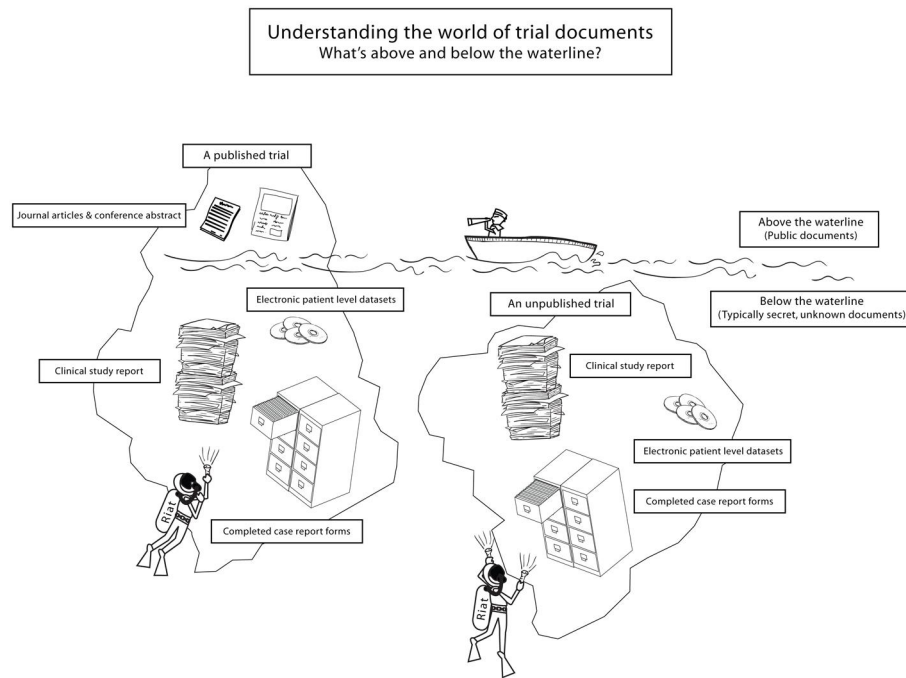 Understanding the world of trial documents
What's above and below the waterline?
A published trial
Journal articles & conference abstract
Above the waterline
(Public documents)
Below the waterline
(Typically secret, unknown documents)
Electronic patient level datasets
An unpublished trial
Clinical study report
Clinical study report
Electronic patient level datasets
Completed case report forms
Completed case report forms
Riat
Riat